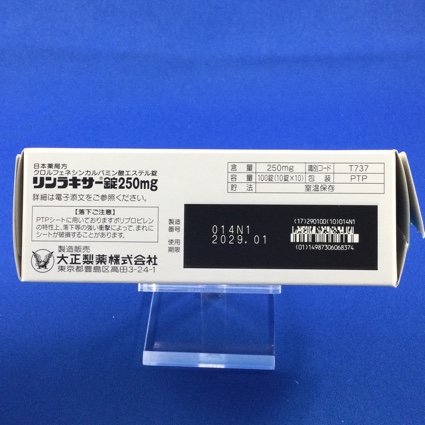 日本薬局方
クロルフェネシンカルバミン酸エステル錠
リンラキサー錠250mg
詳細は電子添文をご参照ください。
【落下ご注意】
PTPシートに用いておりますポリプロピレン
の特性上、落下等の強い衝撃によって、まれに
シートが破損することがあります。
製造販売
大正製薬株式会社
東京都豊島区高田3-24-1
含量 250mg 識別コード T737
容量 100錠(10錠×10) 包装 PTP
貯法 室温保存
製造番号 014N1
使用期限 2029.01
(17)290100(10)014N1
(01)14987306068374